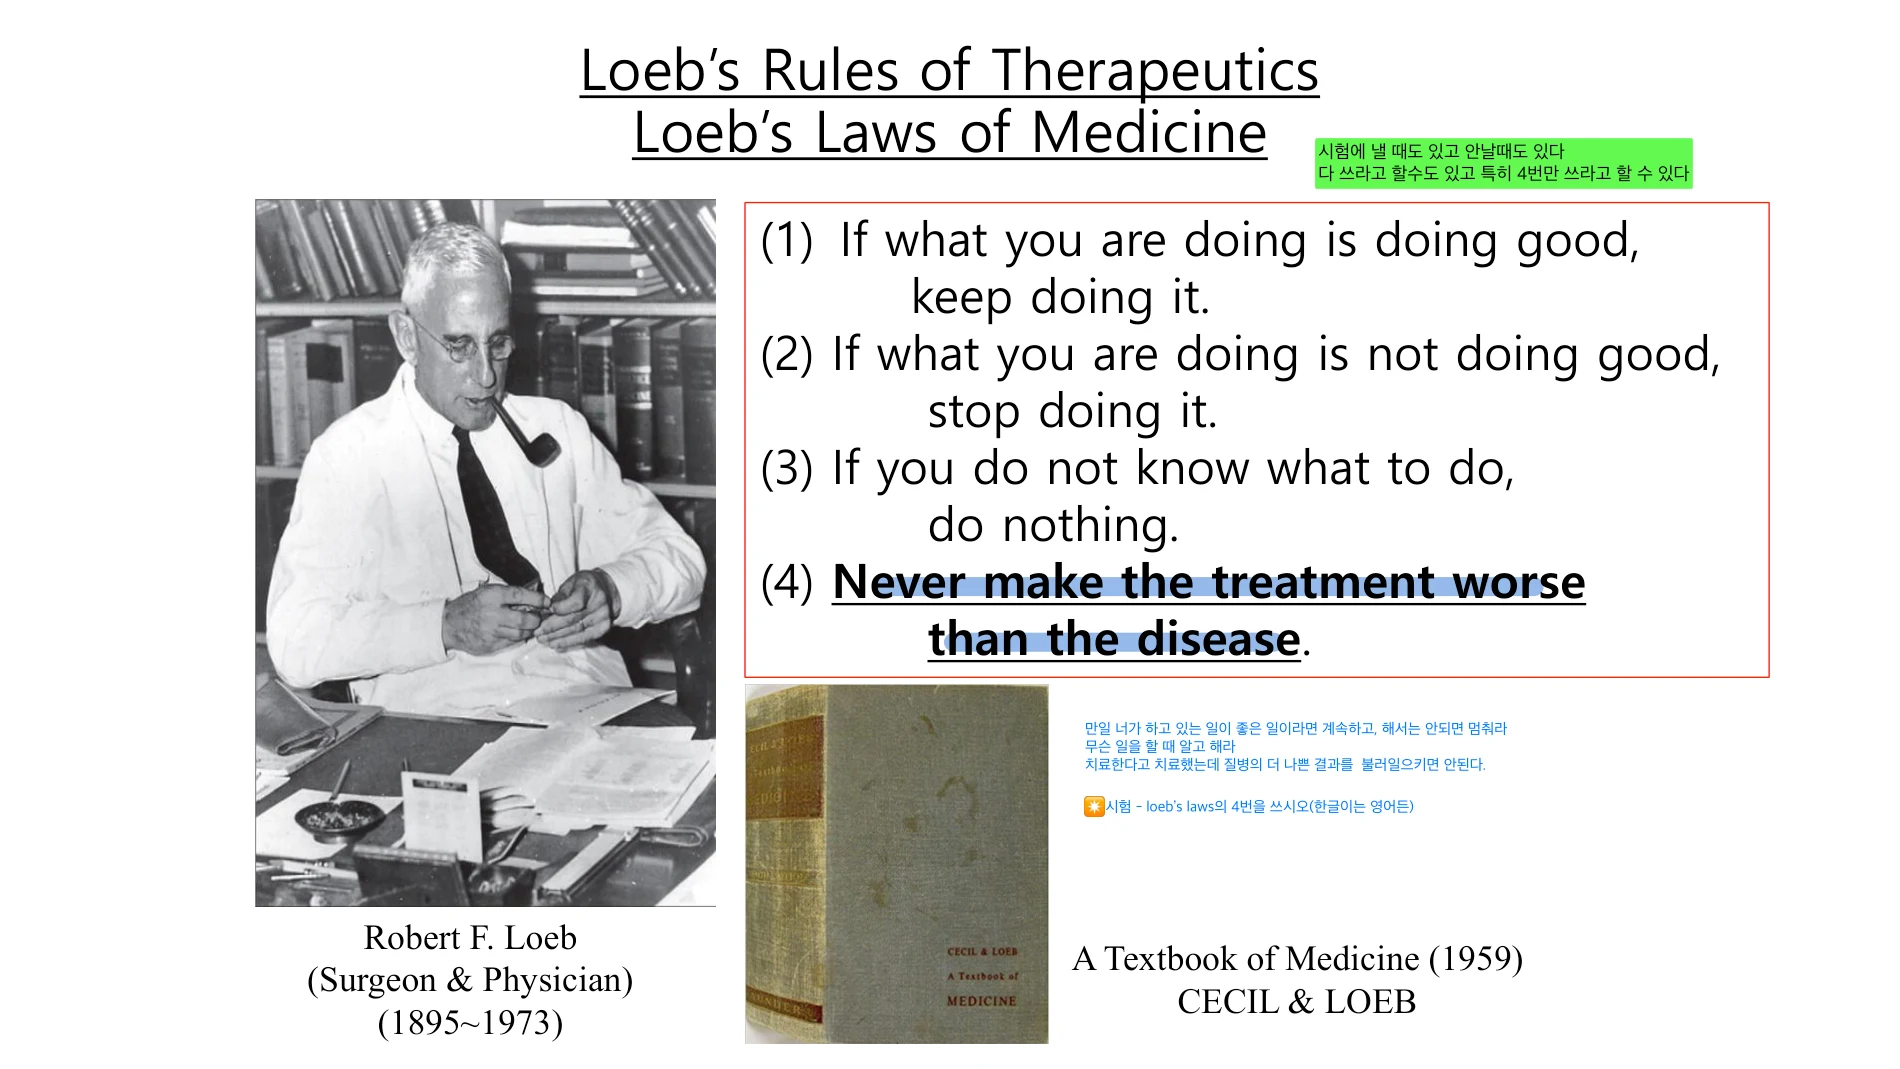 Loeb's Rules of Therapeutics
Loeb's Laws of Medicine
시험에 낼 때도 있고 안날때도 있다
다 쓰라고 할수도 있고 특히 4번만 쓰라고 할 수 있다
(1) If what you are doing is doing good,
keep doing it.
(2) If what you are doing is not doing good,
stop doing it.
(3) If you do not know what to do,
do nothing.
(4) Never make the treatment worse
than the disease.
만일 너가 하고 있는 일이 좋은 일이라면 계속하고, 해서는 안되면 멈춰라
무슨 일을 할 때 알고 해라
치료한다고 치료했는데 질병의 더 나쁜 결과를 불러일으키면 안된다.
시험 - loeb's laws의 4번을 쓰시오(한글이는 영어든)
CECIL & LOEB
A Textbook of
MEDICINE
Robert F. Loeb
(Surgeon & Physician)
(1895~1973)
A Textbook of Medicine (1959)
CECIL & LOEB